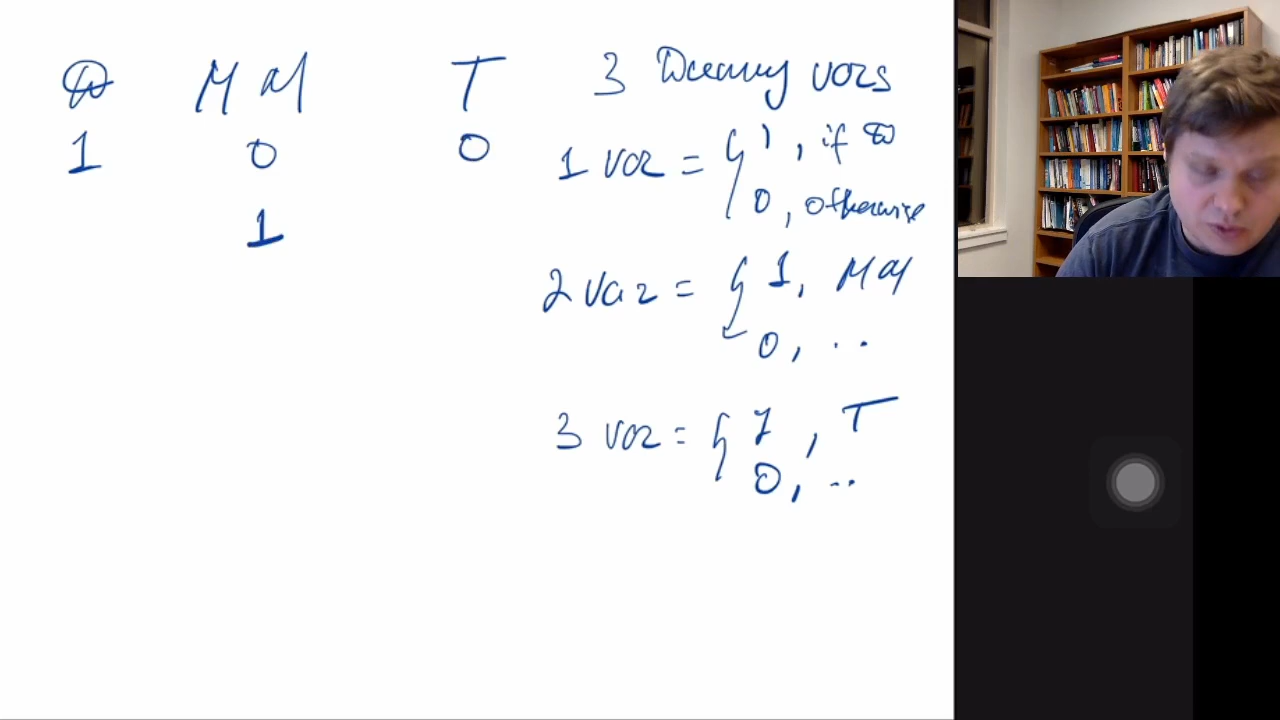 M M T
1 0 0
1
3 Dummy vars
1 var = { 1, if
0, otherwise
2 var = { 1, M M
0, ..
3 var = { 1, T
0, ..